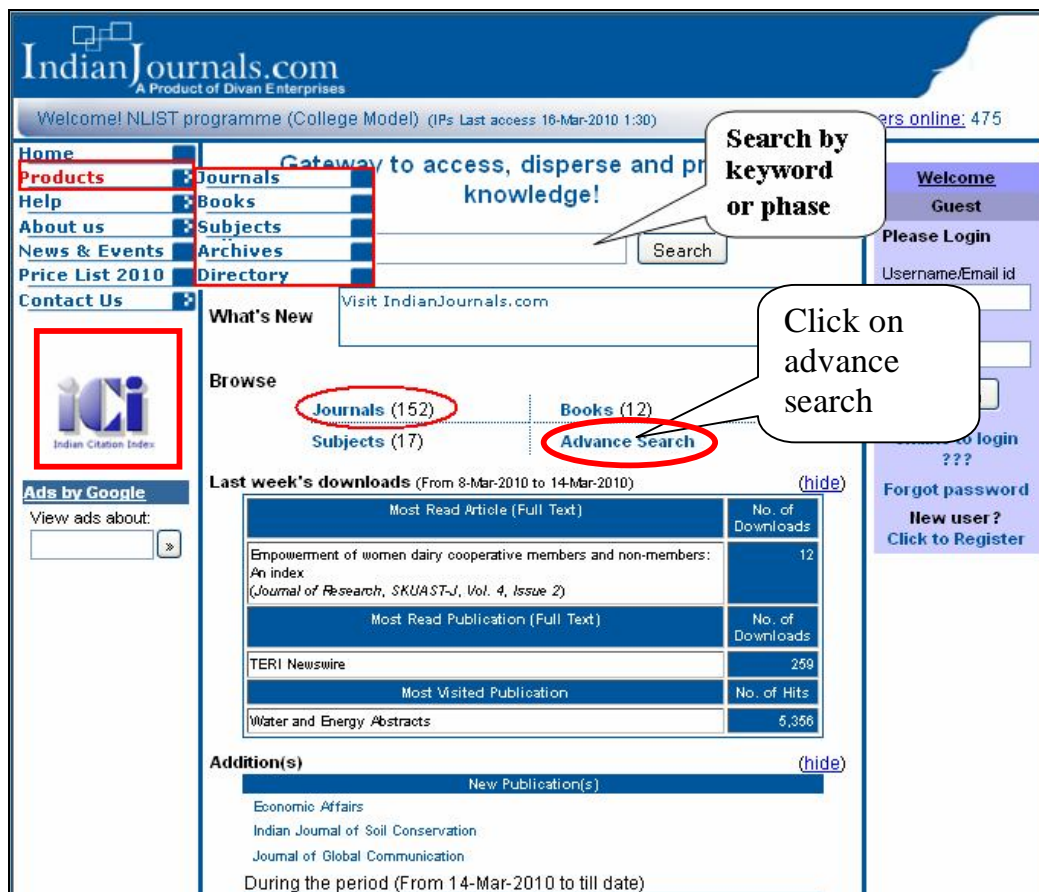 IndianJournals.com
A Product of Divan Enterprises
Welcome! NLIST programme (College Model) (IPs Last access 16-Mar-2010 1:30)
ers online: 475
Home
Products
Help
About us
News & Events
Price List 2010
Contact Us
Journals
Books
Subjects
Archives
Directory
Gateway to access, disperse and pr
knowledge!
Search by
keyword
or phase
Search
What's New
Visit IndianJournals.com
Click on
advance
search
Welcome
Guest
Please Login
Username/Email id
to login
???
Forgot password
New user?
Click to Register
iCi
Indian Citation Index
Ads by Google
View ads about:
»
Browse
Journals (152)
Books (12)
Subjects (17)
Advance Search
Last week's downloads (From 8-Mar-2010 to 14-Mar-2010)
(hide)
Most Read Article (Full Text)
No. of
Downloads
Empowerment of women dairy cooperative members and non-members:
An index
(Journal of Research, SKUAST-J, Vol. 4, Issue 2)
12
Most Read Publication (Full Text)
No. of
Downloads
TERI Newswire
259
Most Visited Publication
No. of Hits
Water and Energy Abstracts
5,356
Addition(s)
(hide)
New Publication(s)
Economic Affairs
Indian Journal of Soil Conservation
Journal of Global Communication
During the period (From 14-Mar-2010 to till date)